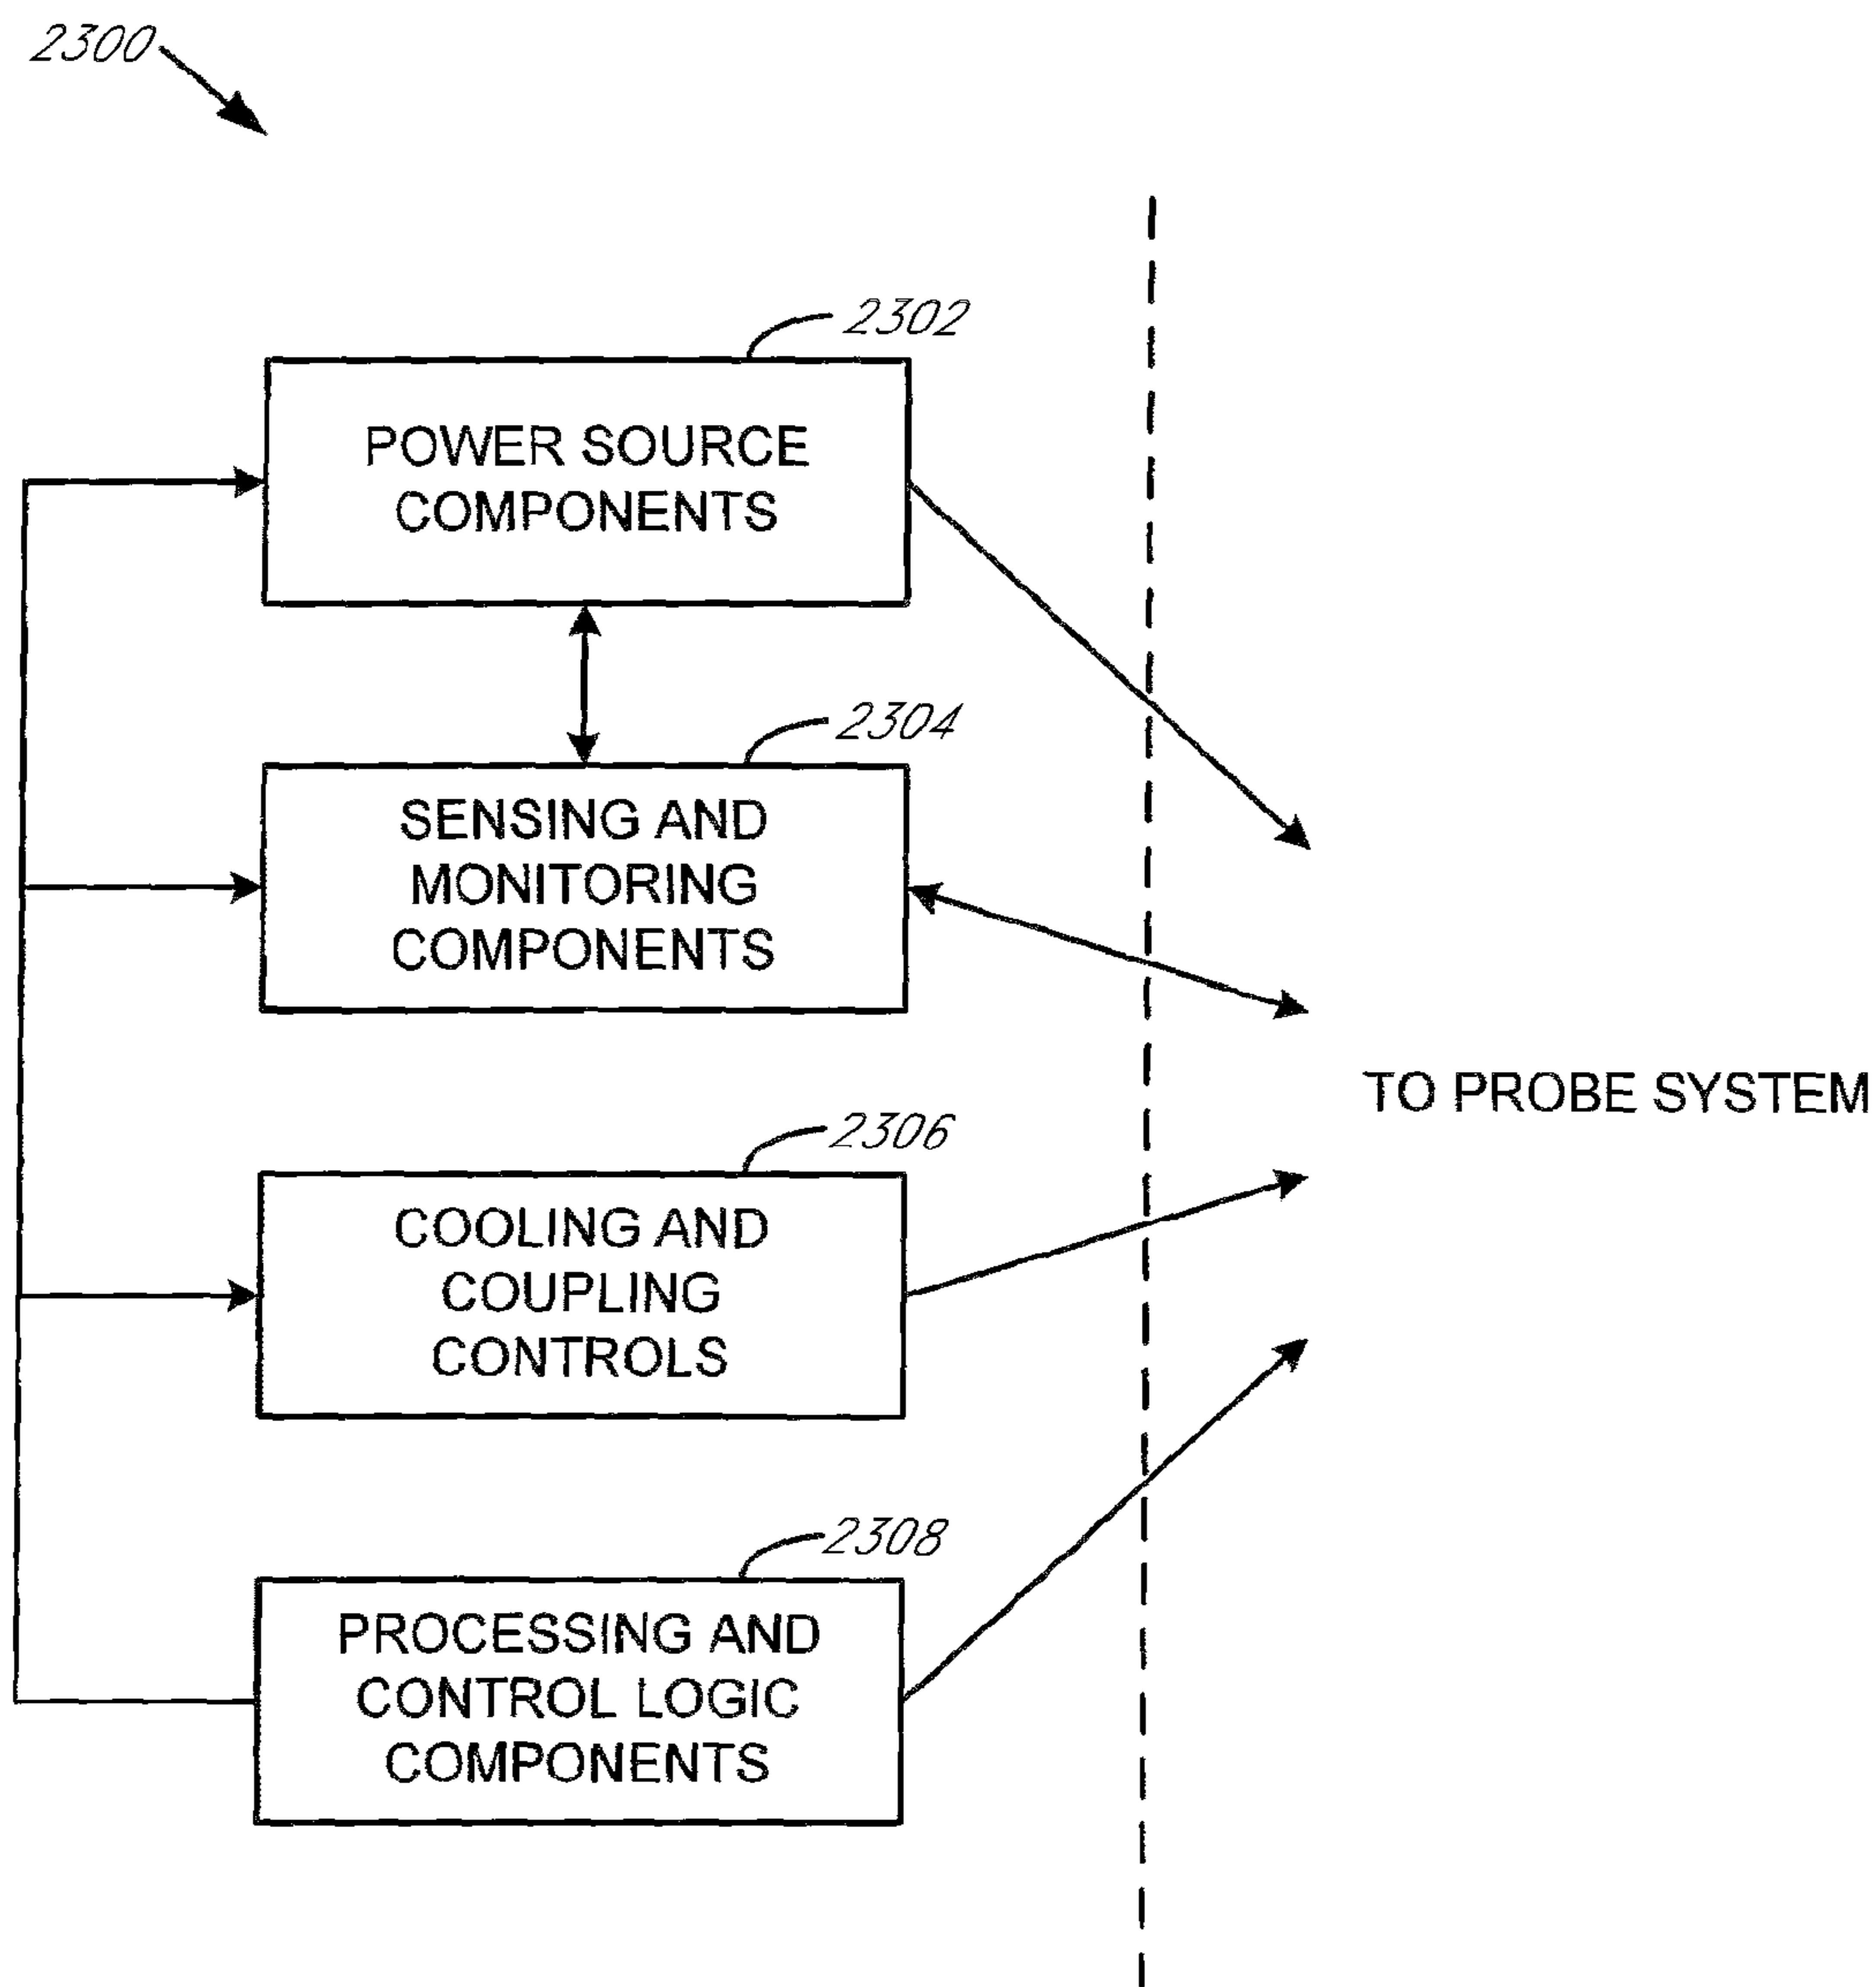 2300
2302
POWER SOURCE
COMPONENTS
2304
SENSING AND
MONITORING
COMPONENTS
TO PROBE SYSTEM
2306
COOLING AND
COUPLING
CONTROLS
2308
PROCESSING AND
CONTROL LOGIC
COMPONENTS